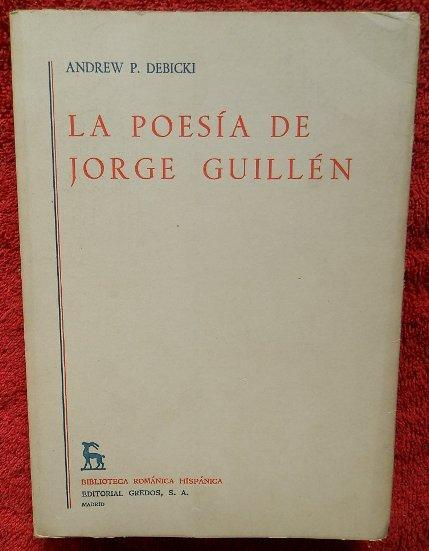 ANDREW P. DEBICKI
LA POESÍA DE
JORGE GUILLÉN
BIBLIOTECA ROMÁNICA HISPÁNICA
EDITORIAL GREDOS, S. A.
MADRID